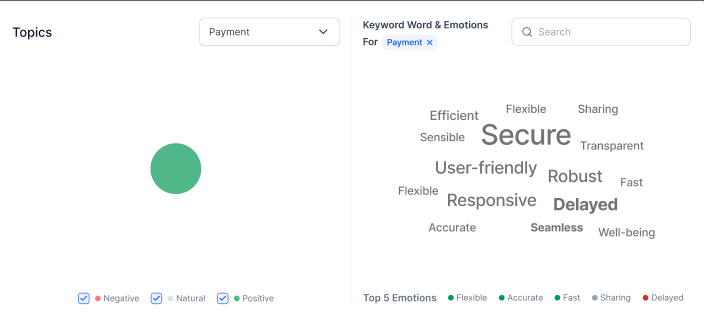 Topics
Payment
Keyword Word & Emotions
For Payment ×
Search
Efficient
Flexible
Sharing
Sensible
Secure
Transparent
User-friendly
Robust
Fast
Flexible
Responsive
Delayed
Accurate
Seamless
Well-being
Negative Natural Positive
Top 5 Emotions Flexible Accurate Fast Sharing Delayed